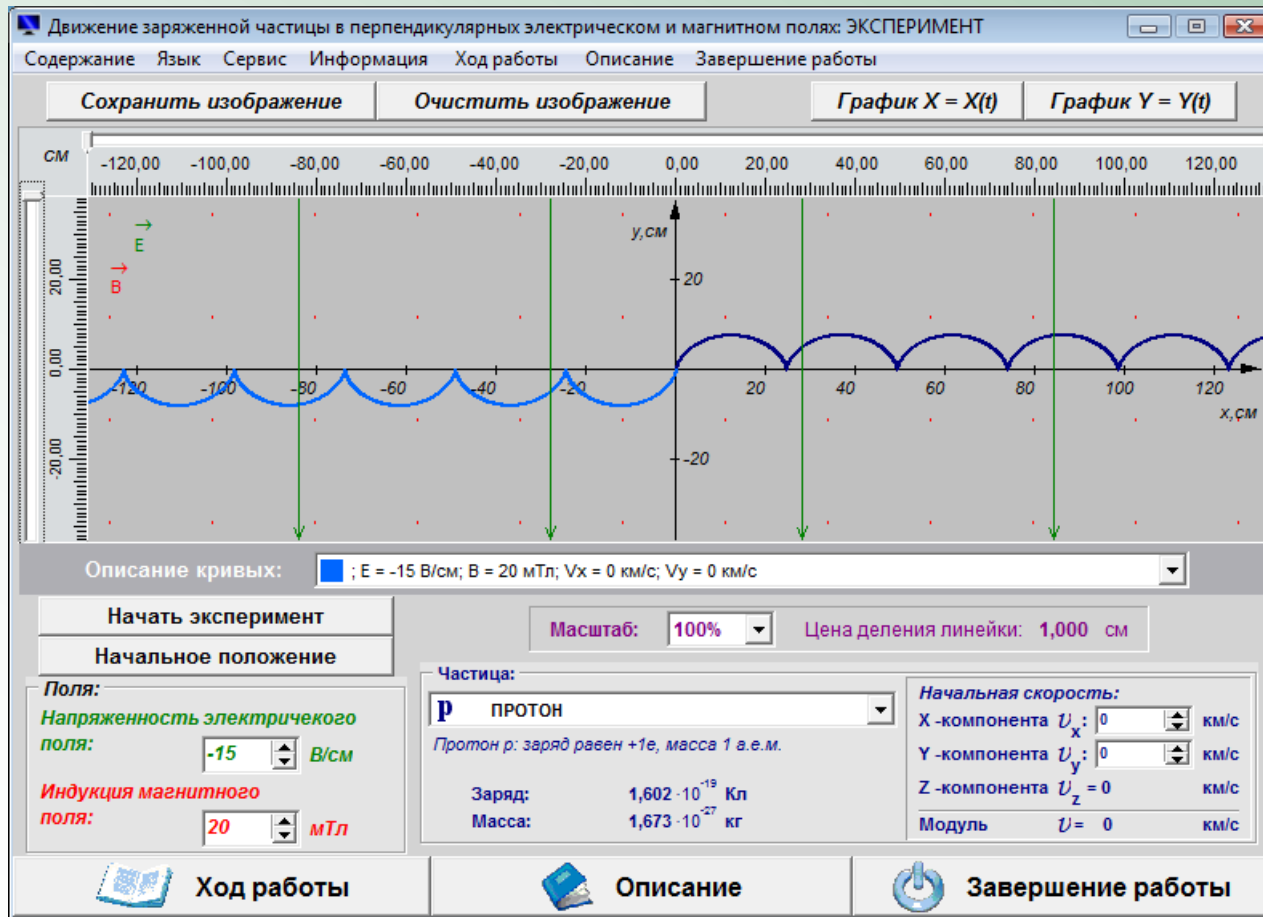 Движение заряженной частицы в перпендикулярных электрическом и магнитном полях: ЭКСПЕРИМЕНТ
Содержание Язык Сервис Информация Ход работы Описание Завершение работы
Сохранить изображение Очистить изображение График X = X(t) График Y = Y(t)
СМ -120,00 -100,00 -80,00 -60,00 -40,00 -20,00 0,00 20,00 40,00 60,00 80,00 100,00 120,00
E
B
y,см
20,00
20
0,00
-120 -100 -80 -60 -40 -20 20 40 60 80 100 120
x,см
-20,00
-20
Описание кривых: ; E = -15 В/см; B = 20 мТл; Vx = 0 км/с; Vy = 0 км/с
Начать эксперимент
Начальное положение
Масштаб: 100% Цена деления линейки: 1,000 см
Поля:
Напряженность электричекого
поля: -15 В/см
Индукция магнитного
поля: 20 мТл
Частица:
p ПРОТОН
Протон p: заряд равен +1e, масса 1 а.е.м.
Заряд: 1,602 ·10⁻¹⁹ Кл
Масса: 1,673 ·10⁻²⁷ кг
Начальная скорость:
X -компонента υx: 0 км/с
Y -компонента υy: 0 км/с
Z -компонента υz = 0 км/с
Модуль υ = 0 км/с
Ход работы Описание Завершение работы